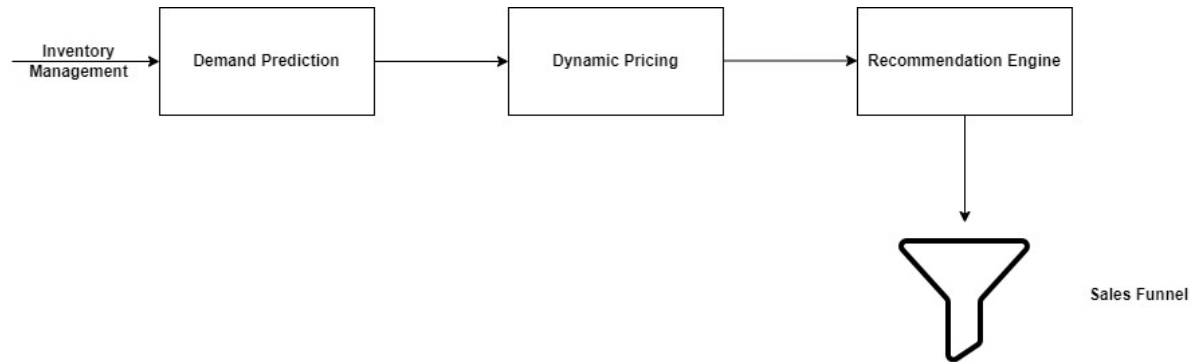 Inventory
Management
Demand Prediction
Dynamic Pricing
Recommendation Engine
Sales Funnel